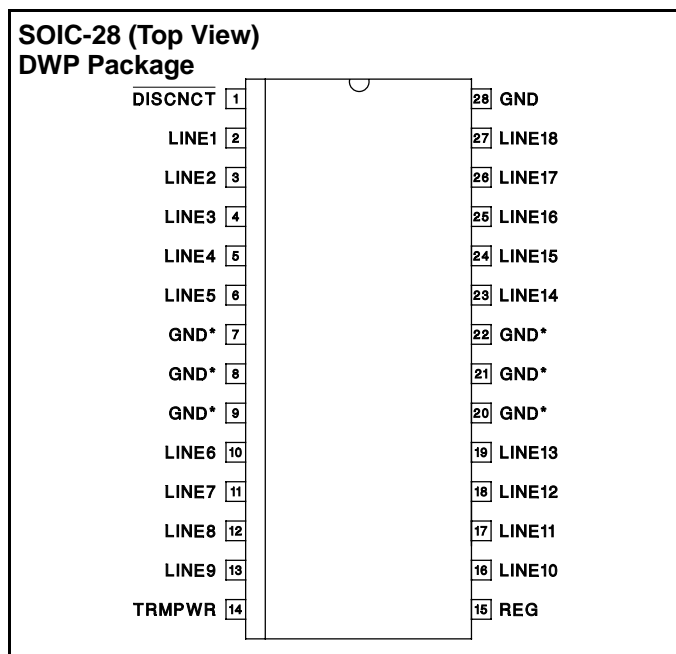 SOIC-28 (Top View)
DWP Package
DISCNCT 1 28 GND
LINE1 2 27 LINE18
LINE2 3 26 LINE17
LINE3 4 25 LINE16
LINE4 5 24 LINE15
LINE5 6 23 LINE14
GND* 7 22 GND*
GND* 8 21 GND*
GND* 9 20 GND*
LINE6 10 19 LINE13
LINE7 11 18 LINE12
LINE8 12 17 LINE11
LINE9 13 16 LINE10
TRMPWR 14 15 REG